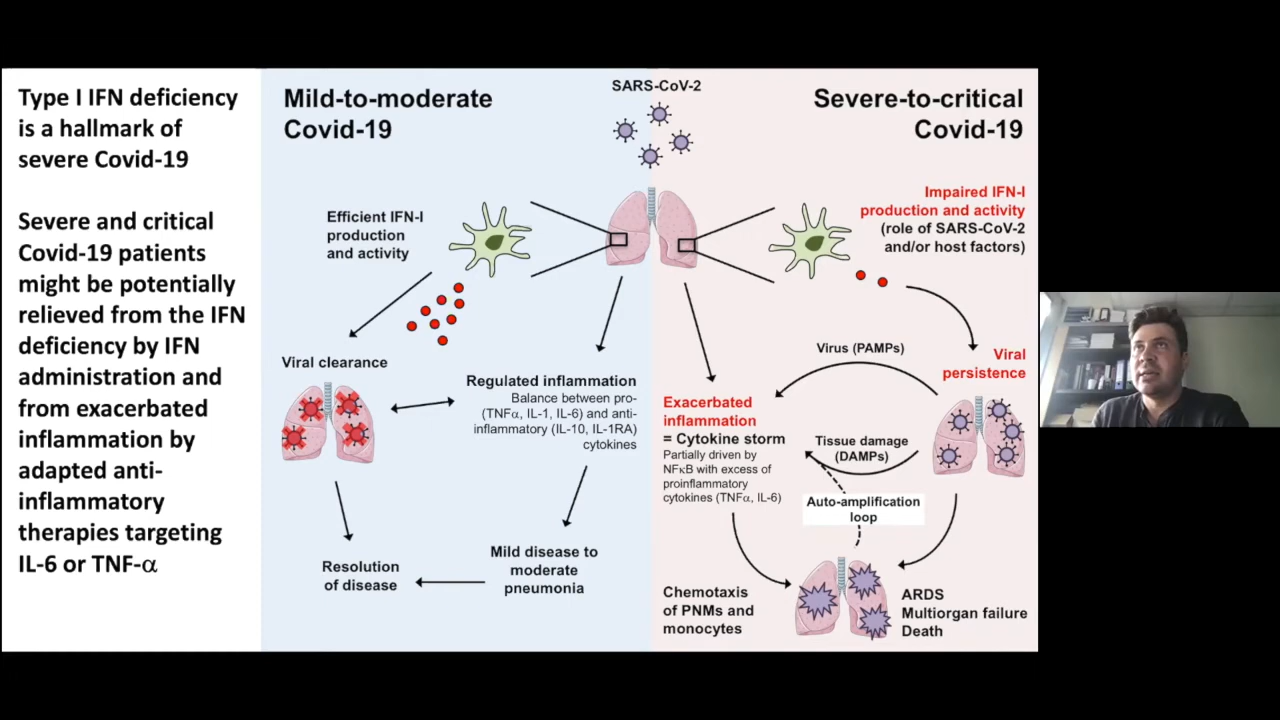 Type I IFN deficiency
is a hallmark of
severe Covid-19
Severe and critical
Covid-19 patients
might be potentially
relieved from the IFN
deficiency by IFN
administration and
from exacerbated
inflammation by
adapted anti-
inflammatory
therapies targeting
IL-6 or TNF-α
Mild-to-moderate
Covid-19
SARS-CoV-2
Severe-to-critical
Covid-19
Efficient IFN-I
production
and activity
Impaired IFN-I
production and activity
(role of SARS-CoV-2
and/or host factors)
Viral clearance
Regulated inflammation
Balance between pro-
(TNFα, IL-1, IL-6) and anti-
inflammatory (IL-10, IL-1RA)
cytokines
Resolution
of disease
Mild disease to
moderate
pneumonia
Virus (PAMPs)
Viral
persistence
Exacerbated
inflammation
= Cytokine storm
Partially driven by
NFκB with excess of
proinflammatory
cytokines (TNFα, IL-6)
Tissue damage
(DAMPs)
Auto-amplification
loop
Chemotaxis
of PNMs and
monocytes
ARDS
Multiorgan failure
Death